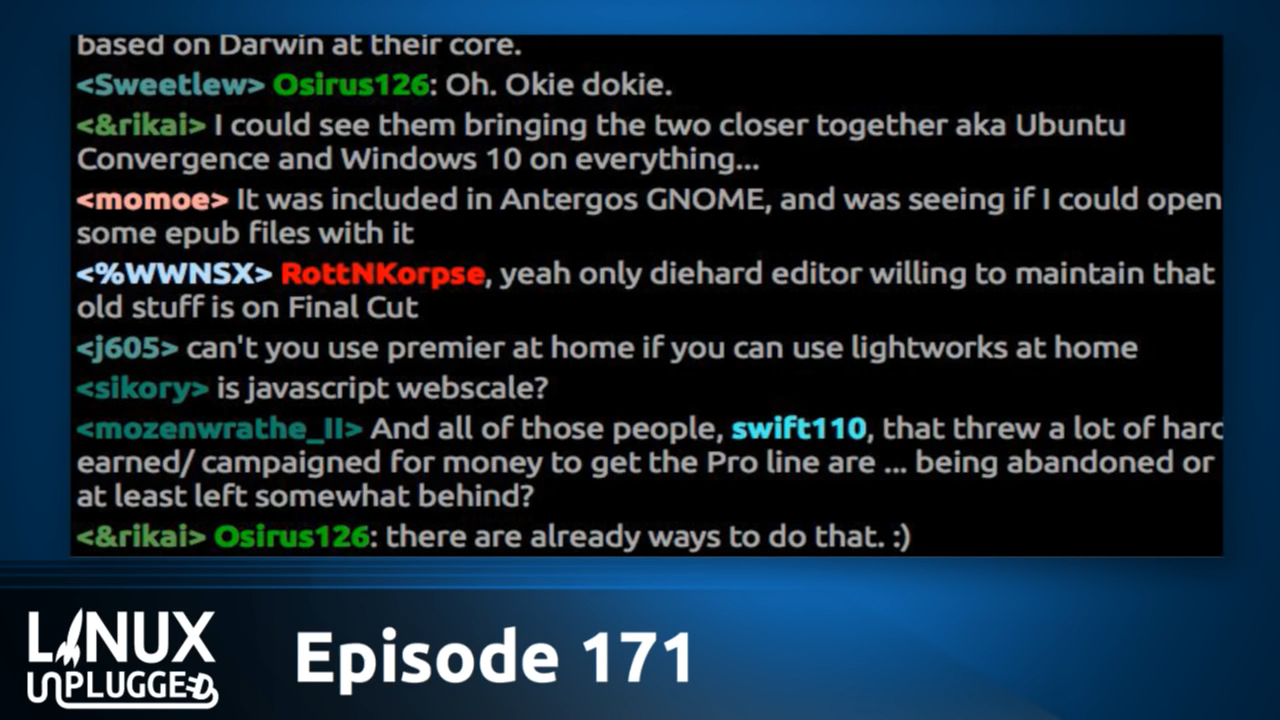 based on Darwin at their core.
<Sweetlew> Osirus126: Oh. Okie dokie.
<&rikai> I could see them bringing the two closer together aka Ubuntu
Convergence and Windows 10 on everything...
<momoe> It was included in Antergos GNOME, and was seeing if I could open
some epub files with it
<%WWNSX> RottNKorpse, yeah only diehard editor willing to maintain that
old stuff is on Final Cut
<j605> can't you use premier at home if you can use lightworks at home
<sikory> is javascript webscale?
<mozenwrathe_II> And all of those people, swift110, that threw a lot of hard
earned/ campaigned for money to get the Pro line are ... being abandoned or
at least left somewhat behind?
<&rikai> Osirus126: there are already ways to do that. :)
LINUX
UNPLUGGED
Episode 171